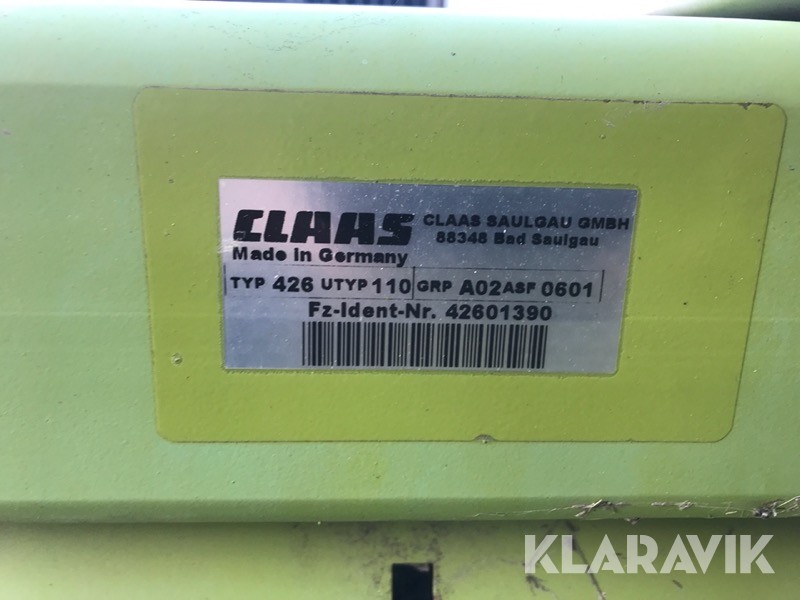 CLAAS
CLAAS SAULGAU GMBH
88348 Bad Saulgau
Made in Germany
TYP 426 UTYP 110 GRP A02 ASF 0601
Fz-Ident-Nr. 42601390
KLARAVIK